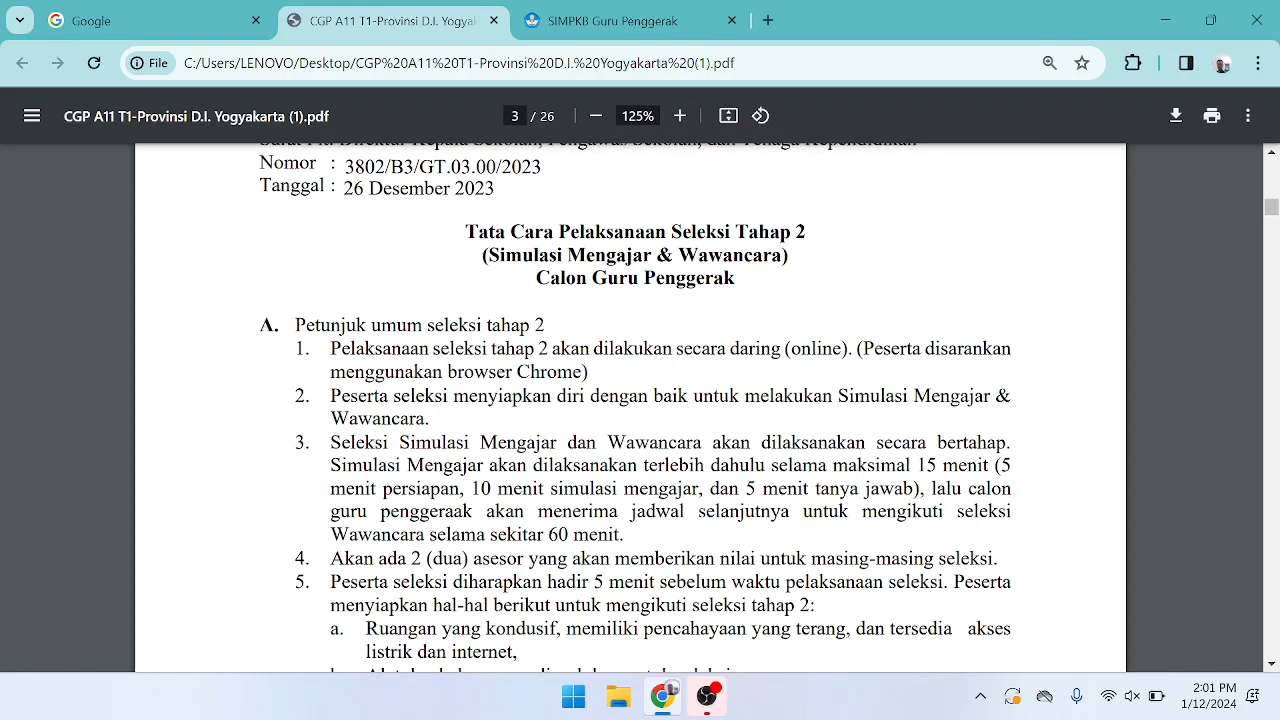 Google
CGP A11 T1-Provinsi D.I. Yogya
SIMPKB Guru Penggerak
File
C:/Users/LENOVO/Desktop/CGP%20A11%20T1-Provinsi%20D.I.%20Yogyakarta%20(1).pdf
CGP A11 T1-Provinsi D.I. Yogyakarta (1).pdf
3 / 26
125%
Nomor : 3802/B3/GT.03.00/2023
Tanggal : 26 Desember 2023
Tata Cara Pelaksanaan Seleksi Tahap 2
(Simulasi Mengajar & Wawancara)
Calon Guru Penggerak
A. Petunjuk umum seleksi tahap 2
1. Pelaksanaan seleksi tahap 2 akan dilakukan secara daring (online). (Peserta disarankan
menggunakan browser Chrome)
2. Peserta seleksi menyiapkan diri dengan baik untuk melakukan Simulasi Mengajar &
Wawancara.
3. Seleksi Simulasi Mengajar dan Wawancara akan dilaksanakan secara bertahap.
Simulasi Mengajar akan dilaksanakan terlebih dahulu selama maksimal 15 menit (5
menit persiapan, 10 menit simulasi mengajar, dan 5 menit tanya jawab), lalu calon
guru penggeraak akan menerima jadwal selanjutnya untuk mengikuti seleksi
Wawancara selama sekitar 60 menit.
4. Akan ada 2 (dua) asesor yang akan memberikan nilai untuk masing-masing seleksi.
5. Peserta seleksi diharapkan hadir 5 menit sebelum waktu pelaksanaan seleksi. Peserta
menyiapkan hal-hal berikut untuk mengikuti seleksi tahap 2:
a. Ruangan yang kondusif, memiliki pencahayaan yang terang, dan tersedia akses
listrik dan internet,
2:01 PM
1/12/2024